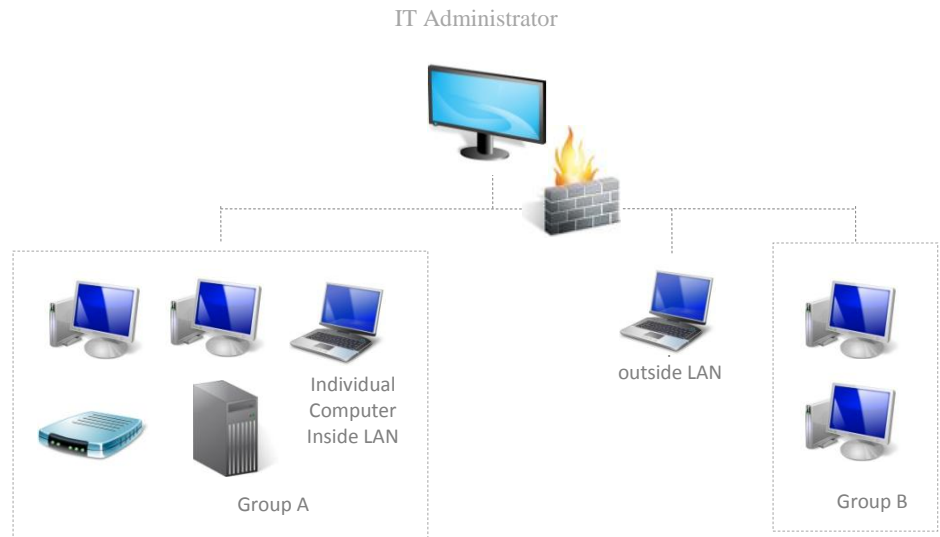 IT Administrator
Individual
Computer
Inside LAN
outside LAN
Group A
Group B